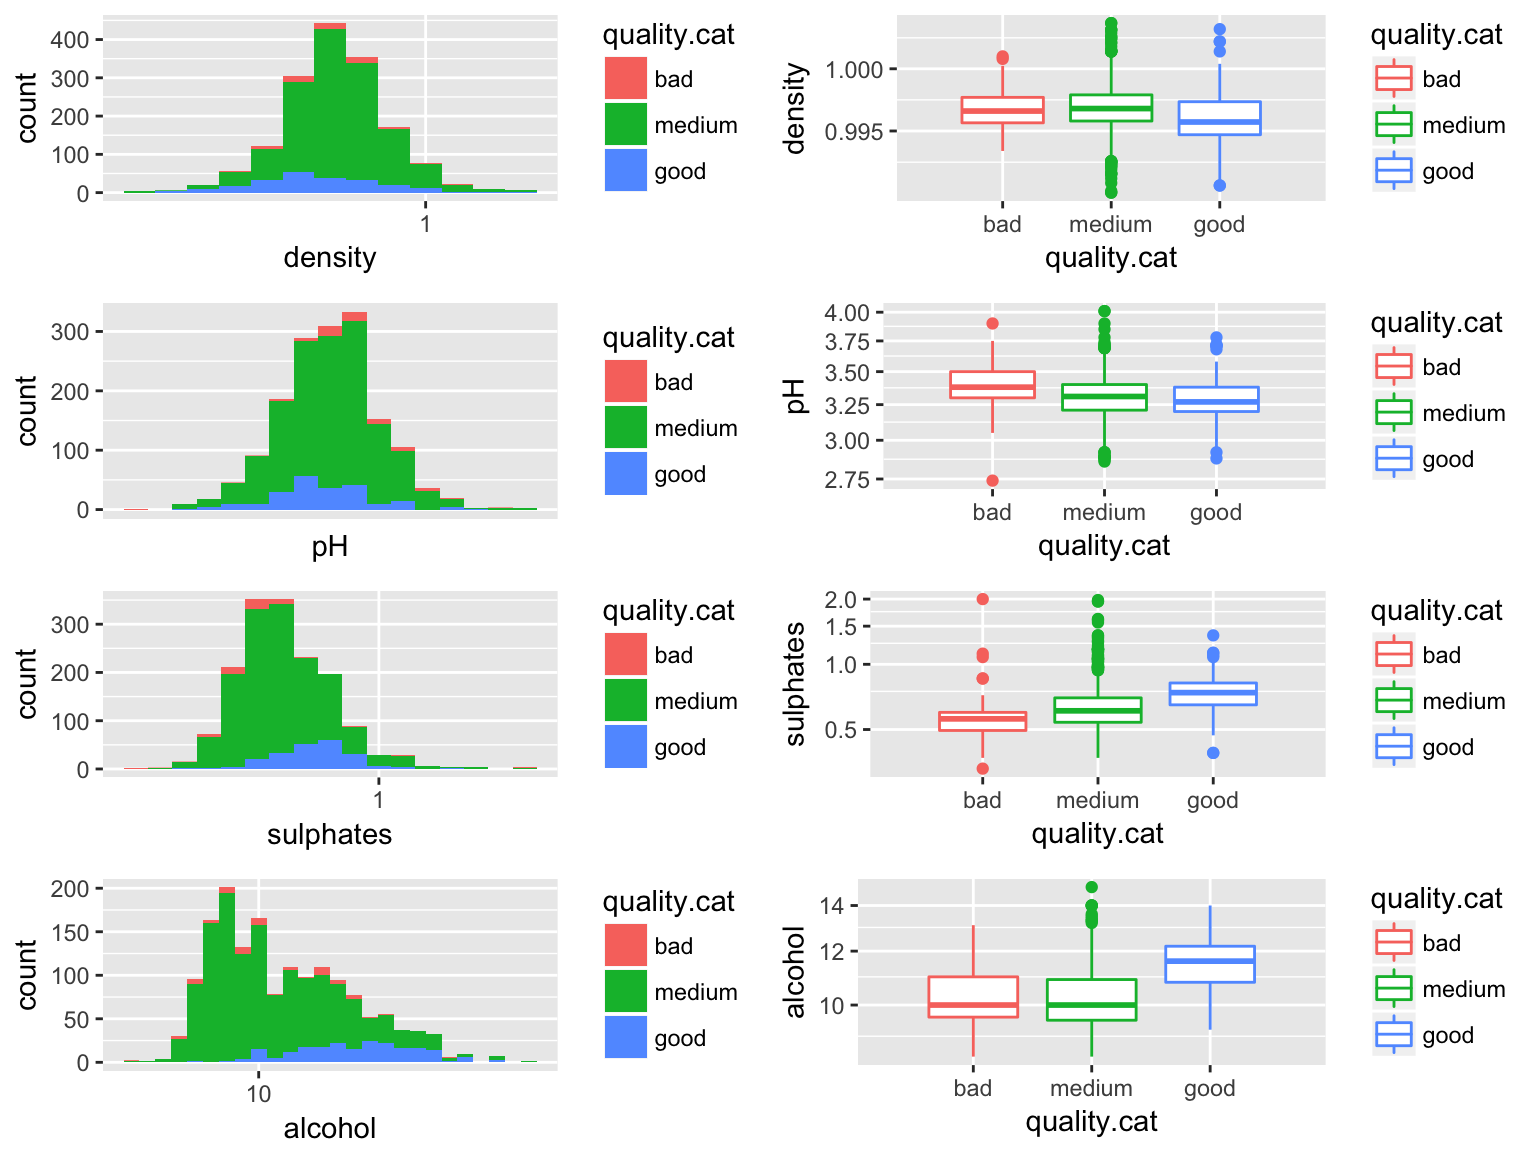 count
400
300
200
100
0
1
density
quality.cat
bad
medium
good
density
1.000
0.995
bad medium good
quality.cat
quality.cat
bad
medium
good
count
300
200
100
0
pH
quality.cat
bad
medium
good
pH
4.00
3.75
3.50
3.25
3.00
2.75
bad medium good
quality.cat
quality.cat
bad
medium
good
count
300
200
100
0
1
sulphates
quality.cat
bad
medium
good
sulphates
2.0
1.5
1.0
0.5
bad medium good
quality.cat
quality.cat
bad
medium
good
count
200
150
100
50
0
10
alcohol
quality.cat
bad
medium
good
alcohol
14
12
10
bad medium good
quality.cat
quality.cat
bad
medium
good